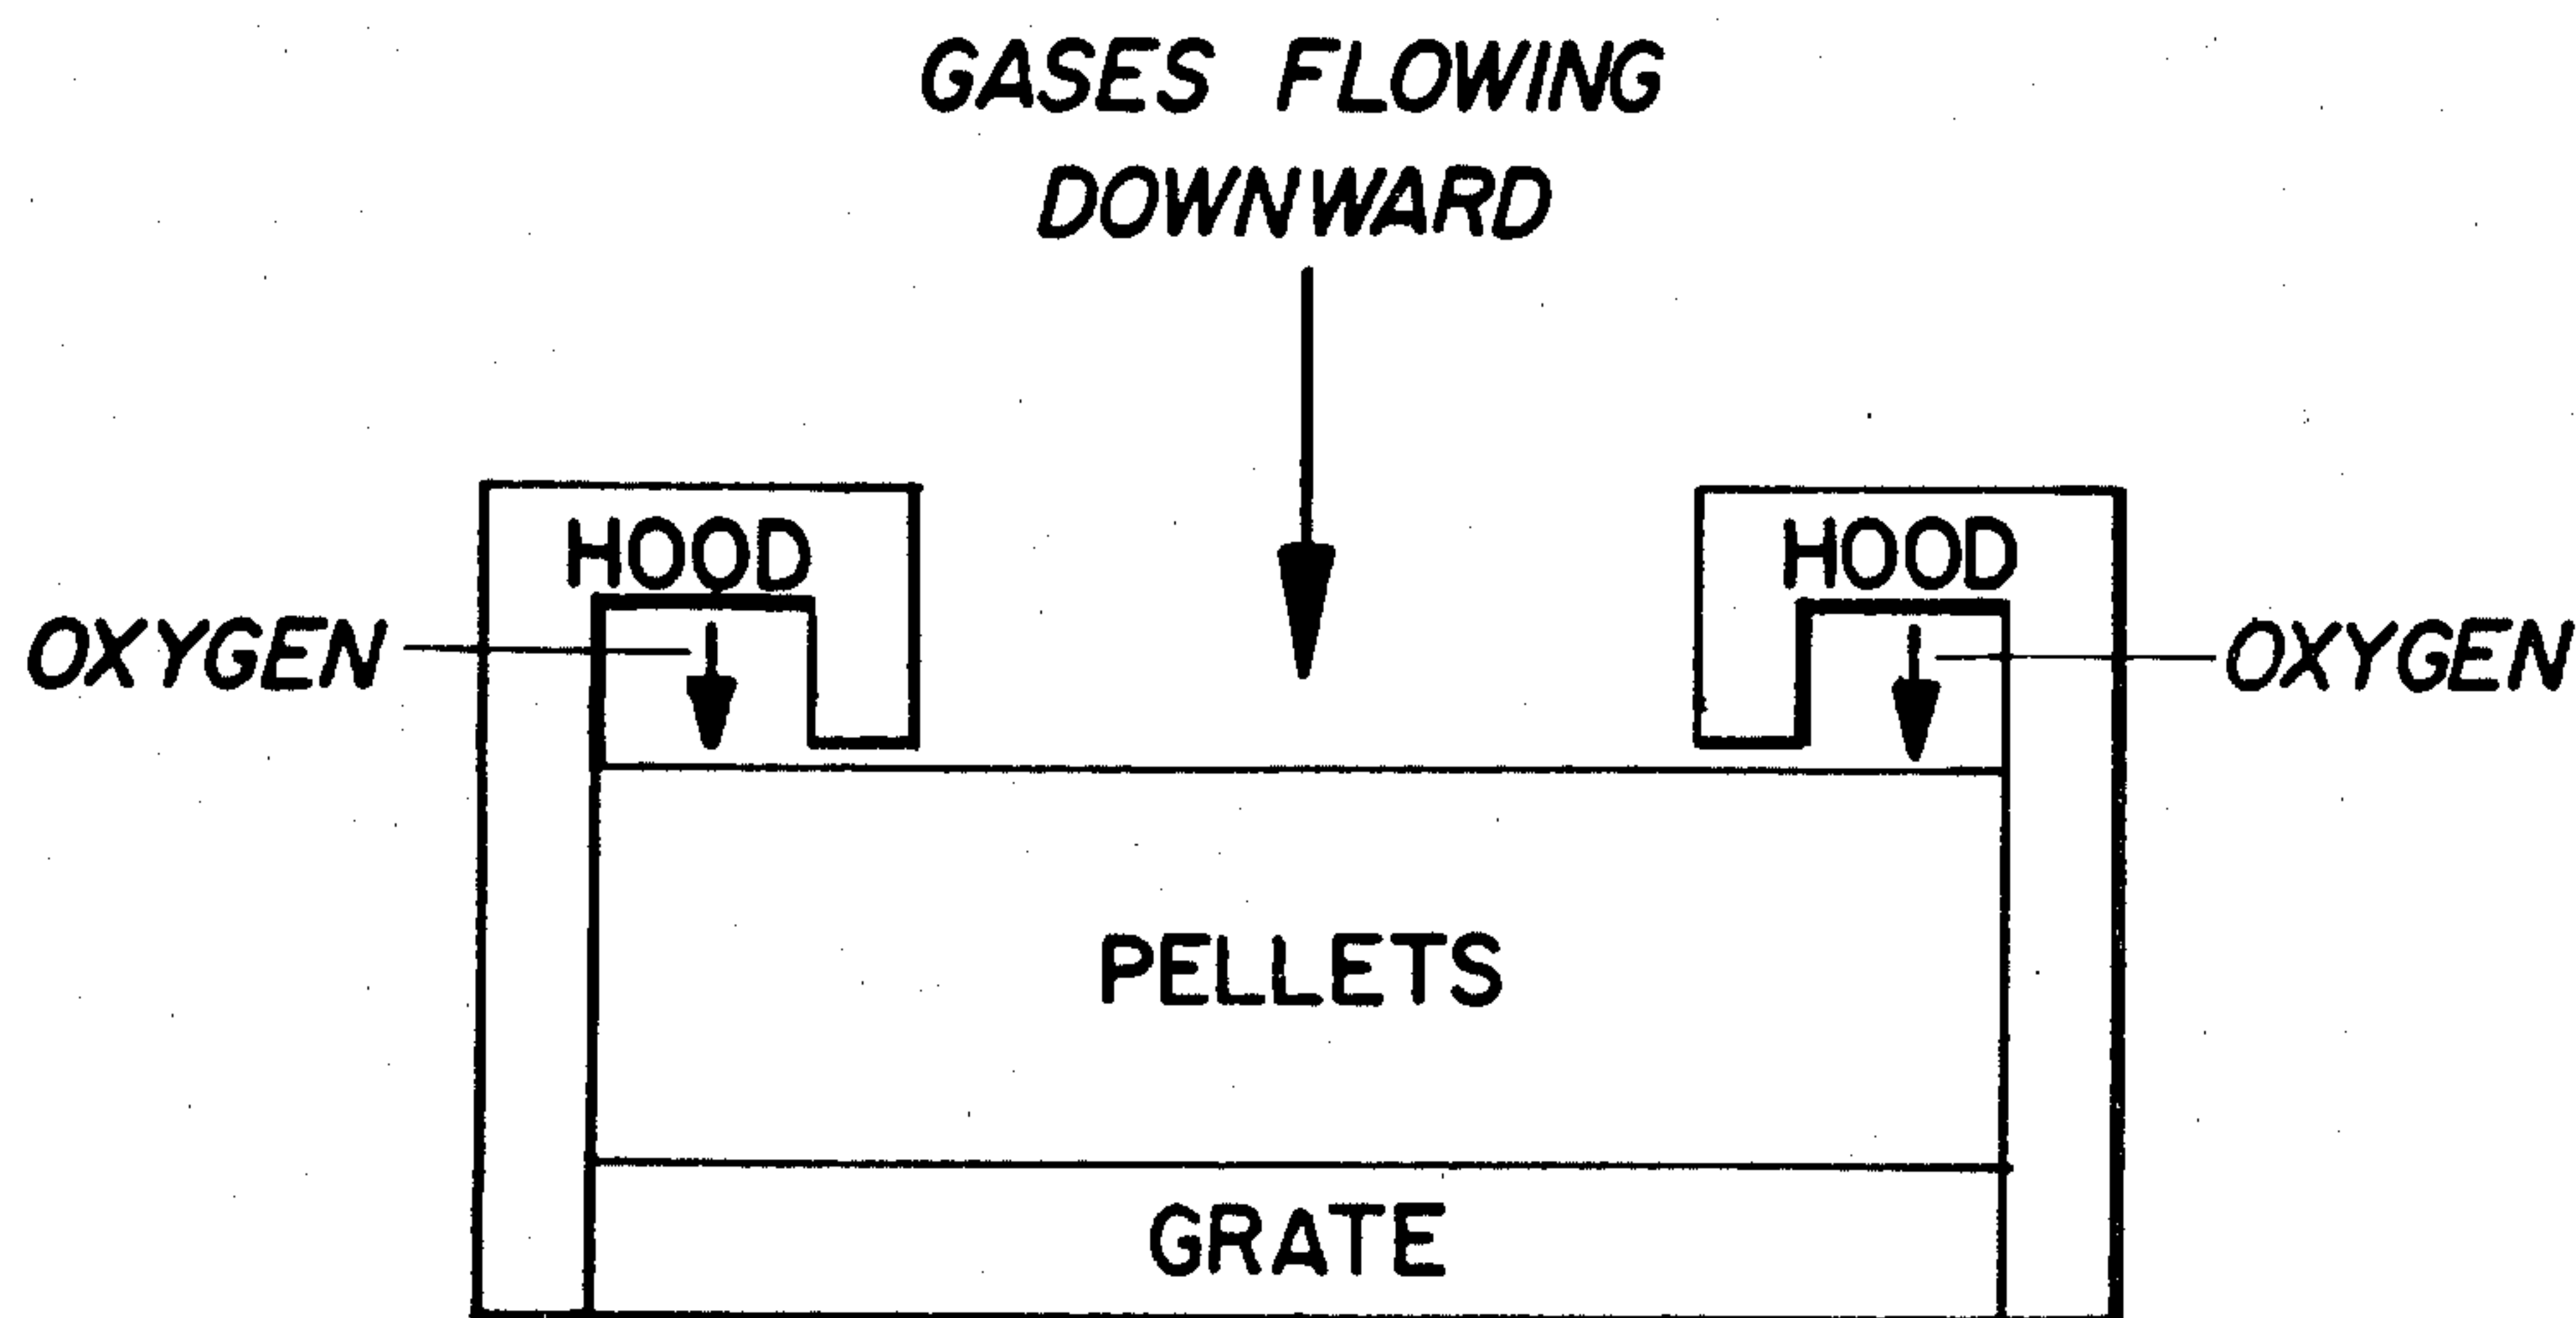 GASES FLOWING
DOWNWARD
HOOD
HOOD
OXYGEN
OXYGEN
PELLETS
GRATE